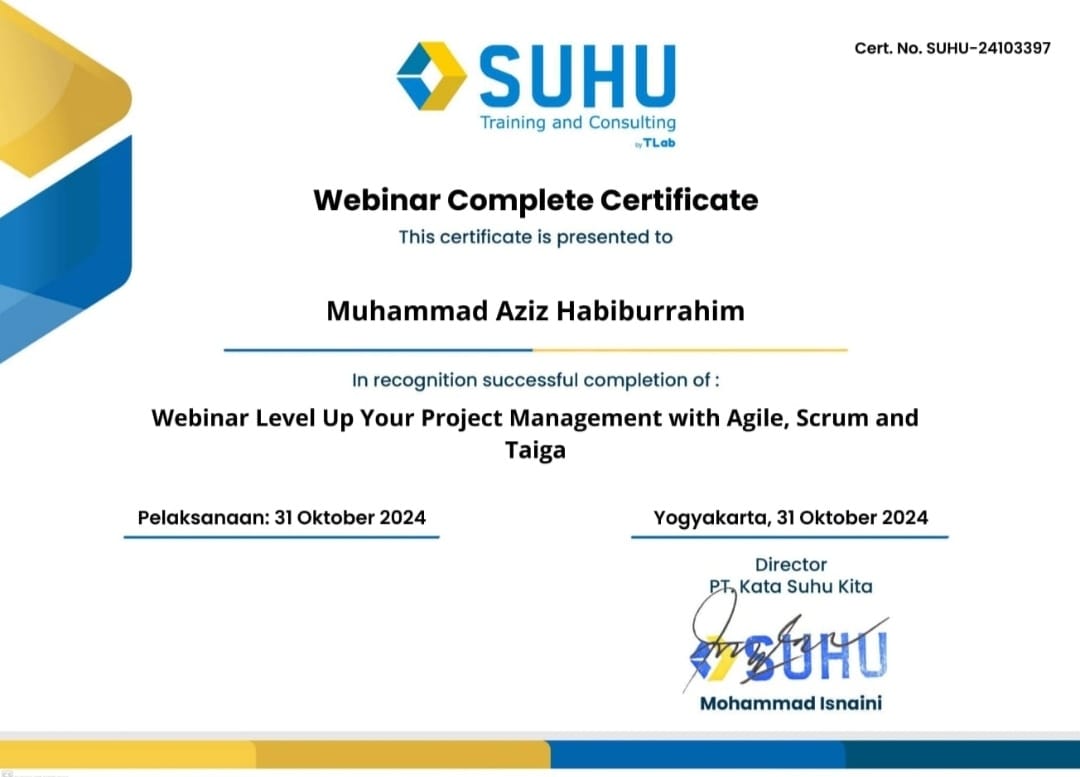 Cert. No. SUHU-24103397
SUHU
Training and Consulting
by TLab
Webinar Complete Certificate
This certificate is presented to
Muhammad Aziz Habiburrahim
In recognition successful completion of :
Webinar Level Up Your Project Management with Agile, Scrum and
Taiga
Pelaksanaan: 31 Oktober 2024
Yogyakarta, 31 Oktober 2024
Director
PT. Kata Suhu Kita
SUHU
Mohammad Isnaini